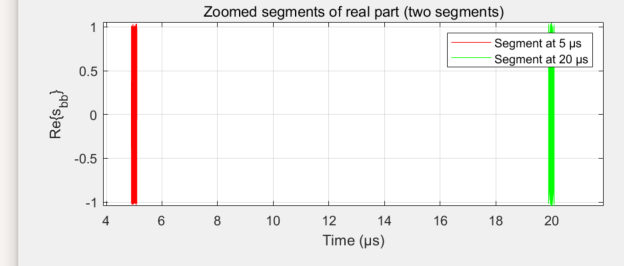 Zoomed segments of real part (two segments)
Segment at 5 µs
Segment at 20 µs
1
0.5
0
-0.5
-1
Re{s_bb}
4 6 8 10 12 14 16 18 20
Time (µs)